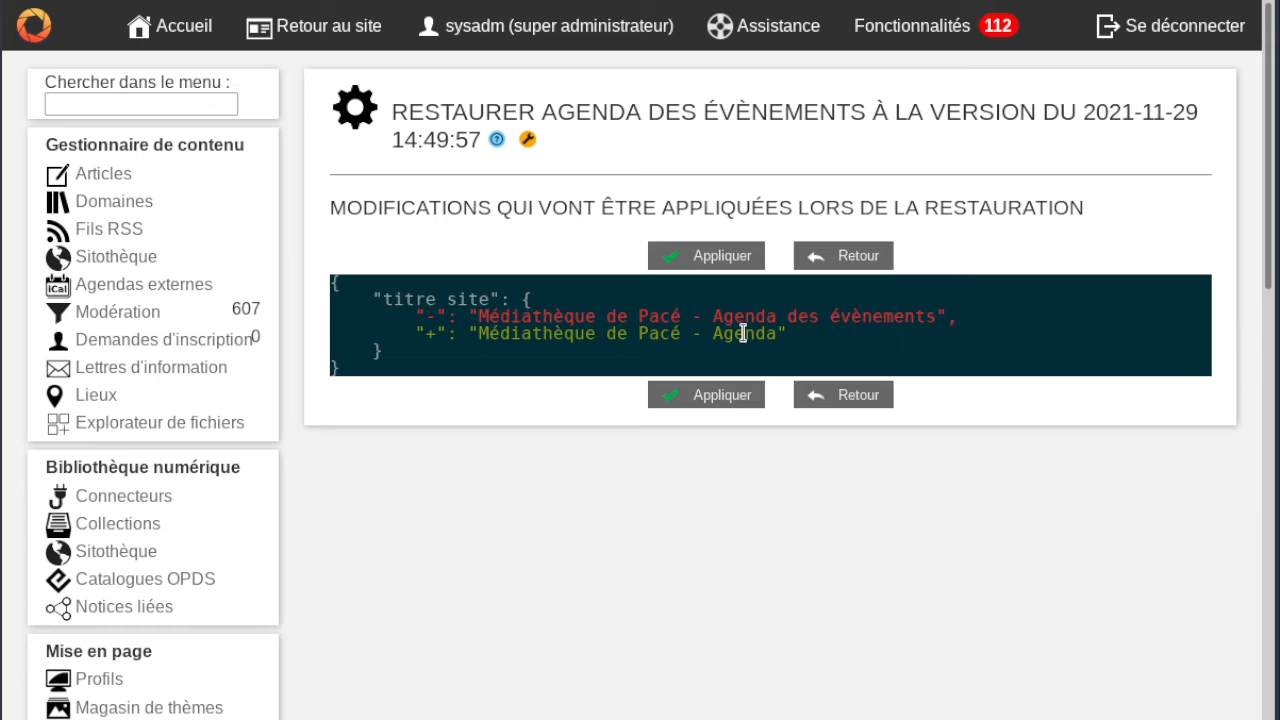 Accueil
Retour au site
sysadm (super administrateur)
Assistance
Fonctionnalités 112
Se déconnecter
Chercher dans le menu :
Gestionnaire de contenu
Articles
Domaines
Fils RSS
Sitothèque
Agendas externes
Modération 607
Demandes d'inscription 0
Lettres d'information
Lieux
Explorateur de fichiers
Bibliothèque numérique
Connecteurs
Collections
Sitothèque
Catalogues OPDS
Notices liées
Mise en page
Profils
Magasin de thèmes
RESTAURER AGENDA DES ÉVÈNEMENTS À LA VERSION DU 2021-11-29
14:49:57
MODIFICATIONS QUI VONT ÊTRE APPLIQUÉES LORS DE LA RESTAURATION
Appliquer
Retour
{
"titre site": {
"-": "Médiathèque de Pacé - Agenda des évènements",
"+": "Médiathèque de Pacé - Agenda"
}
}
Appliquer
Retour